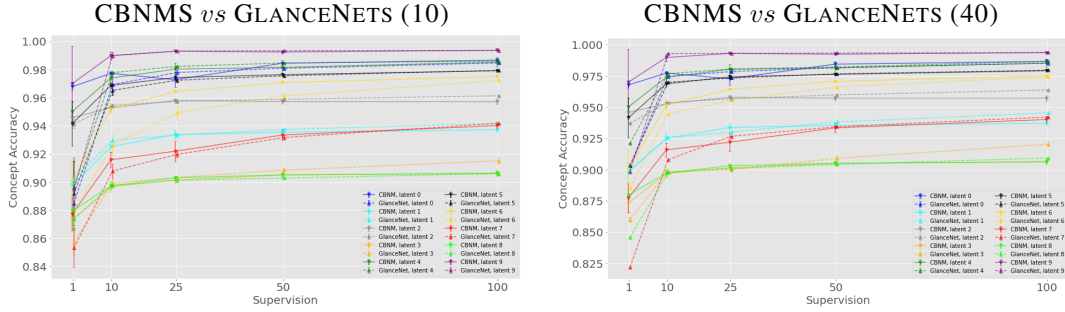 CBNMS vs GLANCENETS (10)
1.00
0.98
0.96
0.94
0.92
0.90
0.88
0.86
0.84
Concept Accuracy
1 10 25 50 100
Supervision
CBNM, latent 0
GlanceNet, latent 0
CBNM, latent 1
GlanceNet, latent 1
CBNM, latent 2
GlanceNet, latent 2
CBNM, latent 3
GlanceNet, latent 3
CBNM, latent 4
GlanceNet, latent 4
CBNM, latent 5
GlanceNet, latent 5
CBNM, latent 6
GlanceNet, latent 6
CBNM, latent 7
GlanceNet, latent 7
CBNM, latent 8
GlanceNet, latent 8
CBNM, latent 9
GlanceNet, latent 9
CBNMS vs GLANCENETS (40)
1.000
0.975
0.950
0.925
0.900
0.875
0.850
0.825
Concept Accuracy
1 10 25 50 100
Supervision
CBNM, latent 0
GlanceNet, latent 0
CBNM, latent 1
GlanceNet, latent 1
CBNM, latent 2
GlanceNet, latent 2
CBNM, latent 3
GlanceNet, latent 3
CBNM, latent 4
GlanceNet, latent 4
CBNM, latent 5
GlanceNet, latent 5
CBNM, latent 6
GlanceNet, latent 6
CBNM, latent 7
GlanceNet, latent 7
CBNM, latent 8
GlanceNet, latent 8
CBNM, latent 9
GlanceNet, latent 9